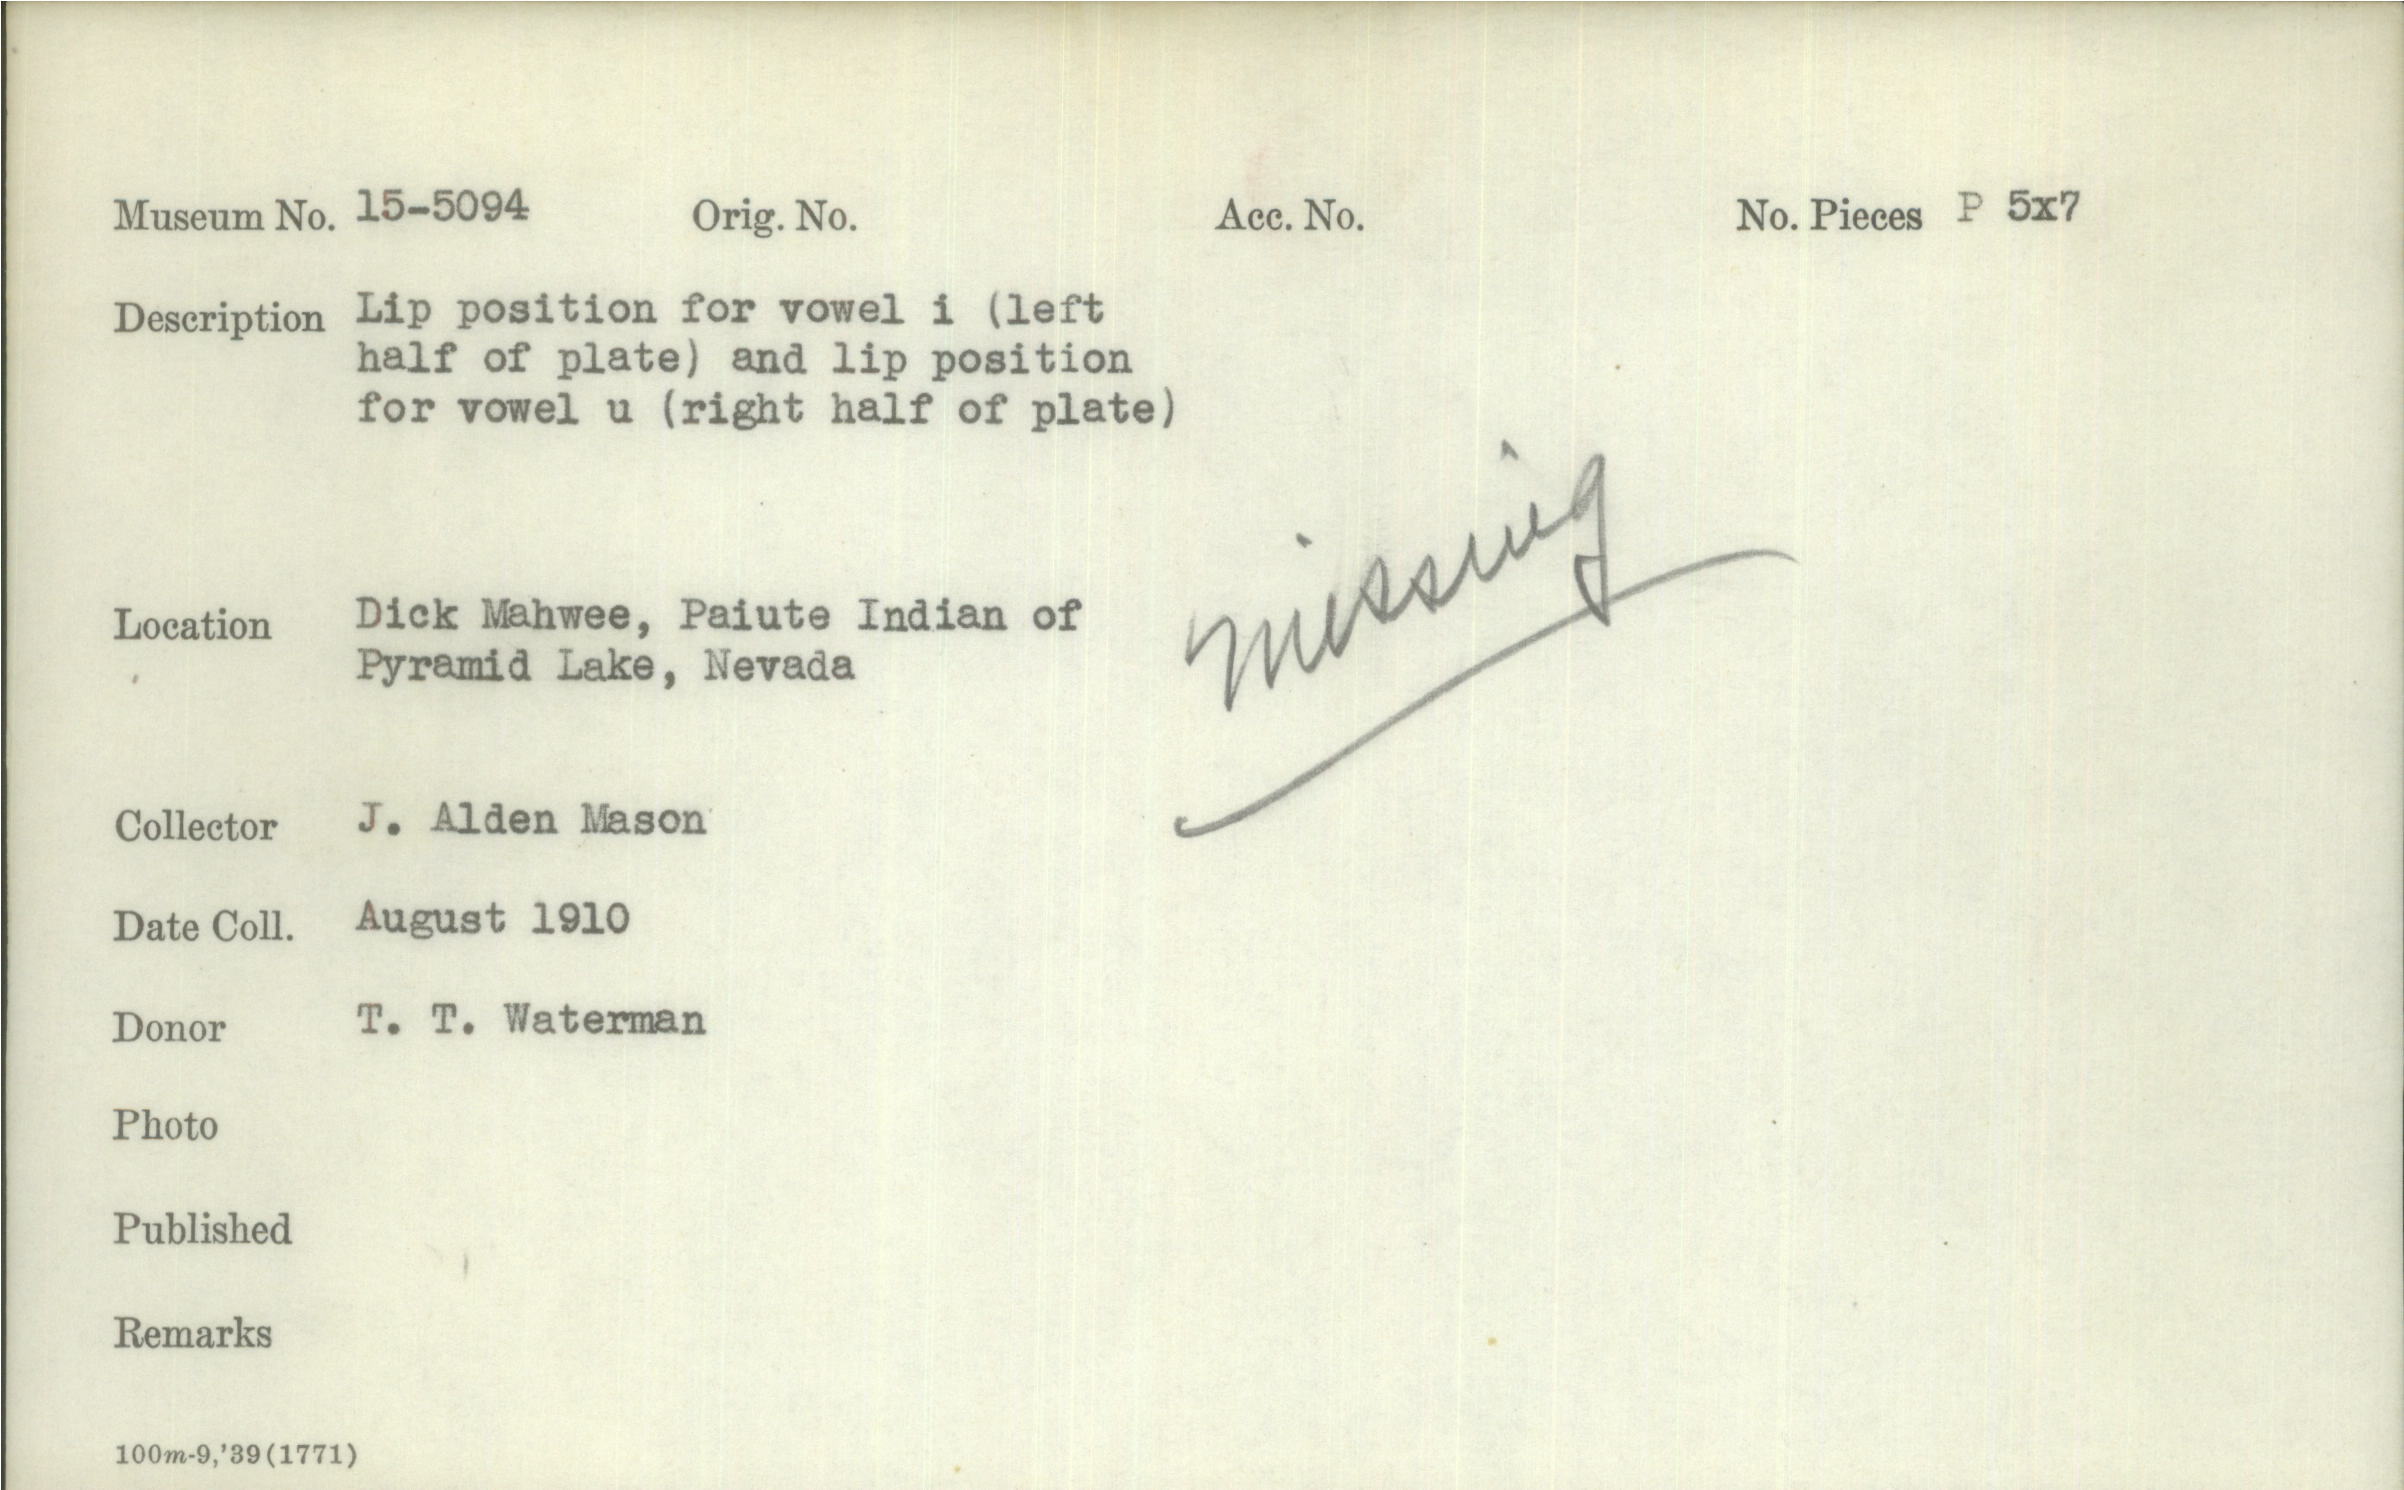 Museum No. 15-5094 Orig. No. Acc. No. No. Pieces P 5x7
Description Lip position for vowel i (left
half of plate) and lip position
for vowel u (right half of plate)
missing
Location Dick Mahwee, Paiute Indian of
Pyramid Lake, Nevada
Collector J. Alden Mason
Date Coll. August 1910
Donor T. T. Waterman
Photo
Published
Remarks
100m-9,'39(1771)